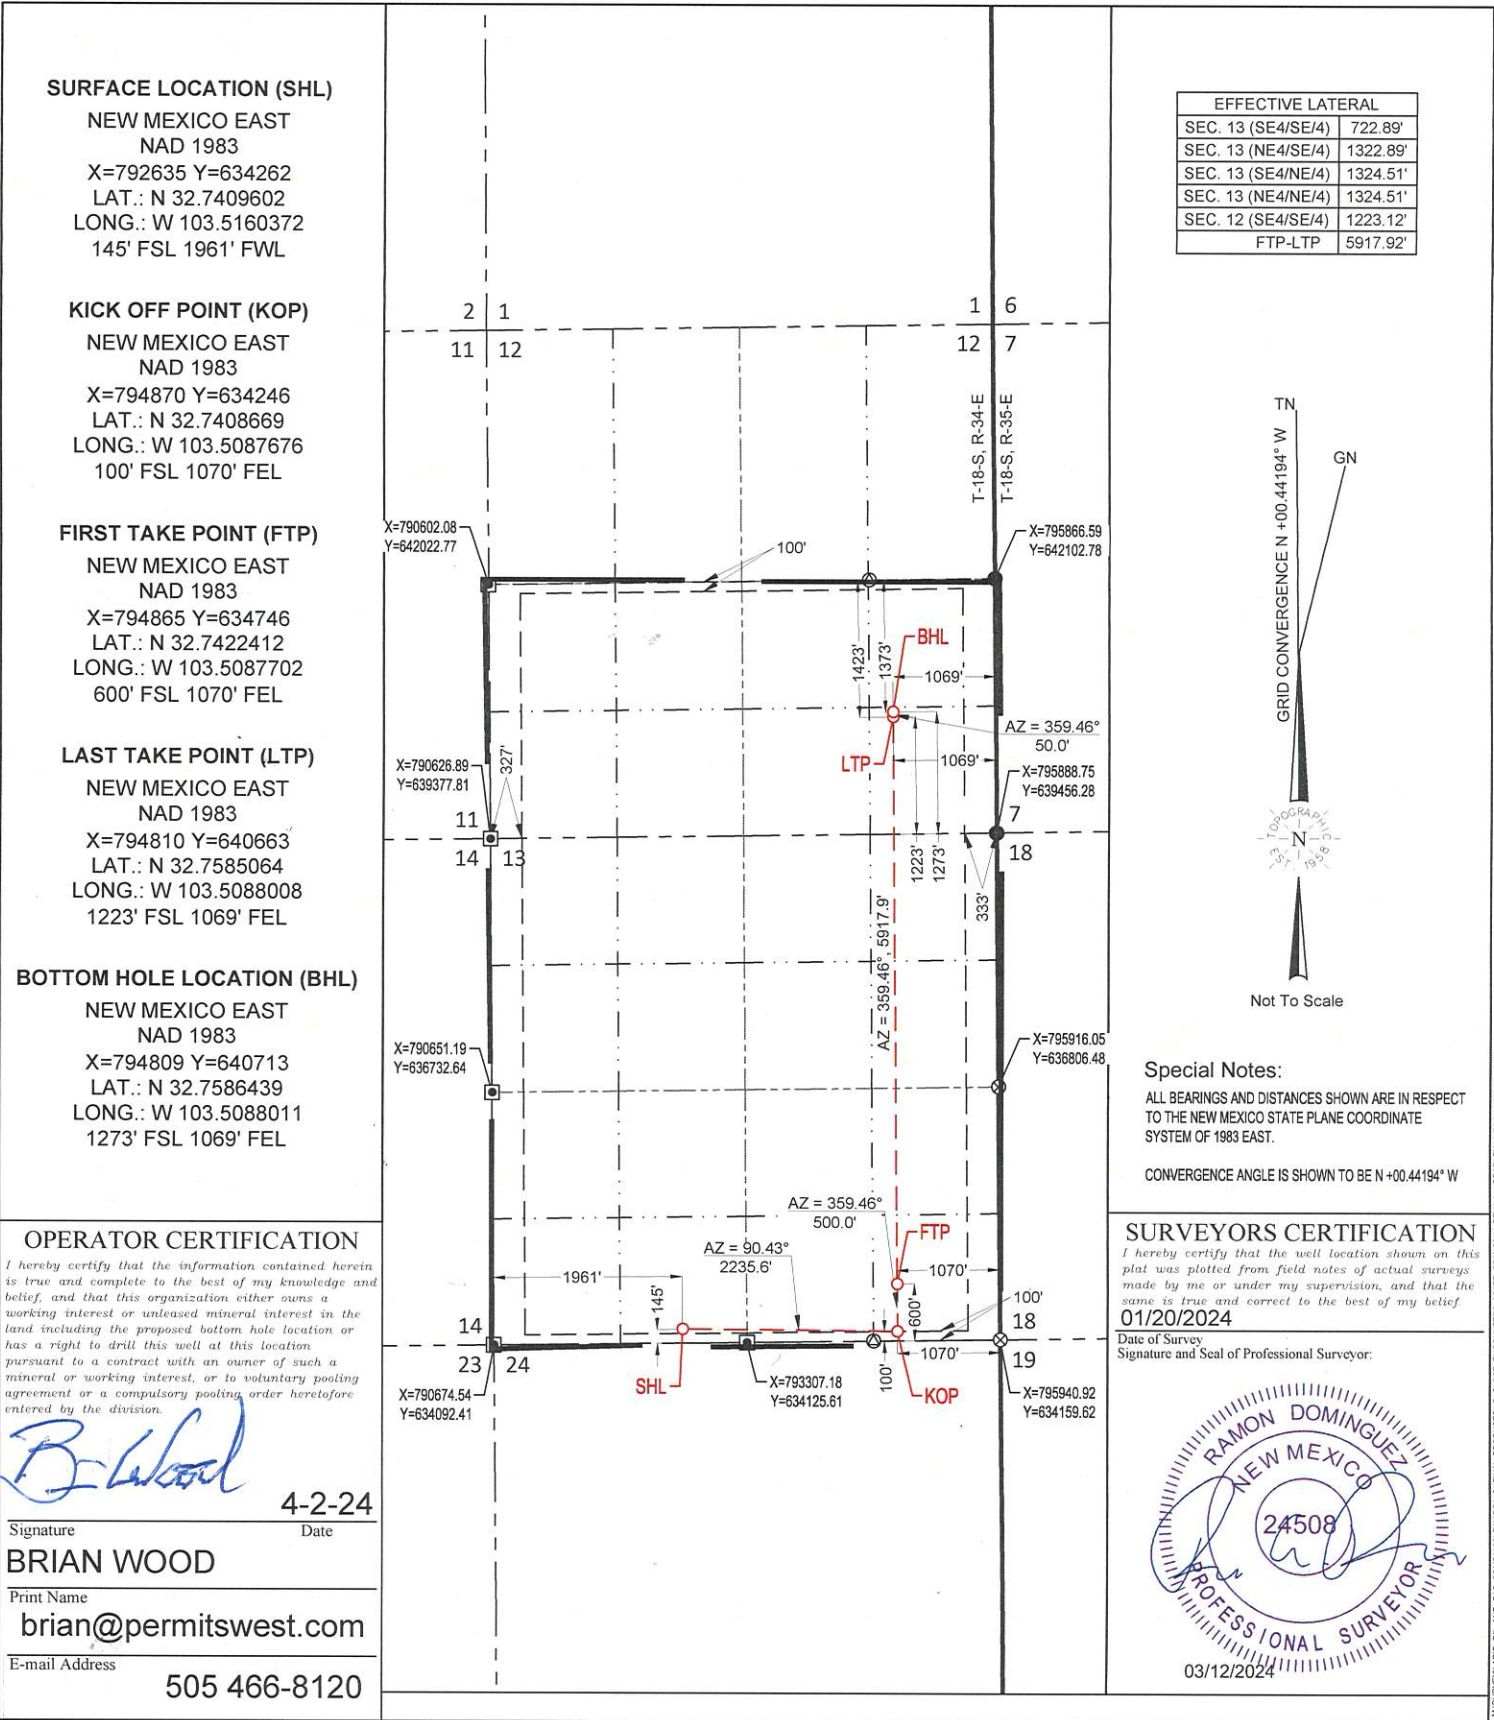 SURFACE LOCATION (SHL)
NEW MEXICO EAST
NAD 1983
X=792635 Y=634262
LAT.: N 32.7409602
LONG.: W 103.5160372
145' FSL 1961' FWL
KICK OFF POINT (KOP)
NEW MEXICO EAST
NAD 1983
X=794870 Y=634246
LAT.: N 32.7408669
LONG.: W 103.5087676
100' FSL 1070' FEL
FIRST TAKE POINT (FTP)
NEW MEXICO EAST
NAD 1983
X=794865 Y=634746
LAT.: N 32.7422412
LONG.: W 103.5087702
600' FSL 1070' FEL
LAST TAKE POINT (LTP)
NEW MEXICO EAST
NAD 1983
X=794810 Y=640663
LAT.: N 32.7585064
LONG.: W 103.5088008
1223' FSL 1069' FEL
BOTTOM HOLE LOCATION (BHL)
NEW MEXICO EAST
NAD 1983
X=794809 Y=640713
LAT.: N 32.7586439
LONG.: W 103.5088011
1273' FSL 1069' FEL
OPERATOR CERTIFICATION
I hereby certify that the information contained herein
is true and complete to the best of my knowledge and
belief, and that this organization either owns a
working interest or unleased mineral interest in the
land including the proposed bottom hole location or
has a right to drill this well at this location
pursuant to a contract with an owner of such a
mineral or working interest, or to voluntary pooling
agreement or a compulsory pooling order heretofore
entered by the division.
4-2-24
Signature Date
BRIAN WOOD
Print Name
brian@permitswest.com
E-mail Address
505 466-8120
2 1
11 12
1 6
12 7
T-18-S, R-34-E
T-18-S, R-35-E
X=790602.08
Y=642022.77
X=795866.59
Y=642102.78
100'
BHL
1423'
1373'
1069'
AZ = 359.46°
50.0'
LTP
1069'
X=790626.89
Y=639377.81
327'
X=795888.75
Y=639456.28
11
14 13
7
18
1223'
1273'
333'
AZ = 359.46°, 5917.9'
X=790651.19
Y=636732.64
X=795916.05
Y=636806.48
AZ = 359.46°
500.0'
FTP
AZ = 90.43°
2235.6'
1961'
1070'
145'
600'
100'
14
23 24
18
19
1070'
100'
SHL
KOP
X=790674.54
Y=634092.41
X=793307.18
Y=634125.61
X=795940.92
Y=634159.62
EFFECTIVE LATERAL
SEC. 13 (SE4/SE/4) 722.89'
SEC. 13 (NE4/SE/4) 1322.89'
SEC. 13 (SE4/NE/4) 1324.51'
SEC. 13 (NE4/NE/4) 1324.51'
SEC. 12 (SE4/SE/4) 1223.12'
FTP-LTP 5917.92'
TN
GN
GRID CONVERGENCE N +00.44194° W
TOPOGRAPHIC
N
EST. 1958
Not To Scale
Special Notes:
ALL BEARINGS AND DISTANCES SHOWN ARE IN RESPECT
TO THE NEW MEXICO STATE PLANE COORDINATE
SYSTEM OF 1983 EAST.
CONVERGENCE ANGLE IS SHOWN TO BE N +00.44194° W
SURVEYORS CERTIFICATION
I hereby certify that the well location shown on this
plat was plotted from field notes of actual surveys
made by me or under my supervision, and that the
same is true and correct to the best of my belief.
01/20/2024
Date of Survey
Signature and Seal of Professional Surveyor:
RAMON DOMINGUEZ
NEW MEXICO
24508
PROFESSIONAL SURVEYOR
03/12/2024